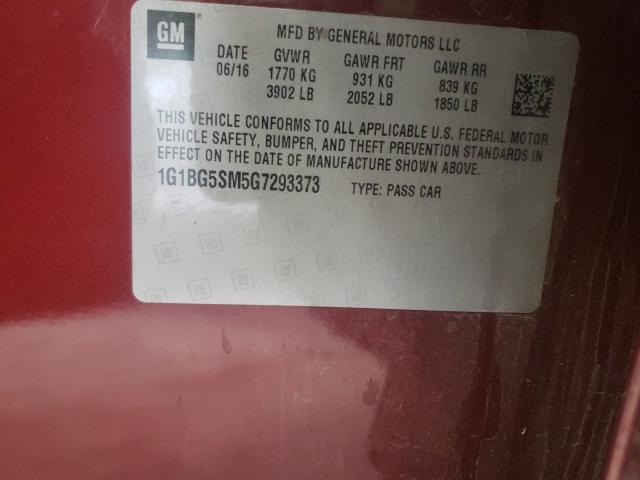 GM
MFD BY GENERAL MOTORS LLC
DATE GVWR GAWR FRT GAWR RR
06/16 1770 KG 931 KG 839 KG
3902 LB 2052 LB 1850 LB
THIS VEHICLE CONFORMS TO ALL APPLICABLE U.S. FEDERAL MOTOR
VEHICLE SAFETY, BUMPER, AND THEFT PREVENTION STANDARDS IN
EFFECT ON THE DATE OF MANUFACTURE SHOWN ABOVE.
1G1BG5SM5G7293373 TYPE: PASS CAR